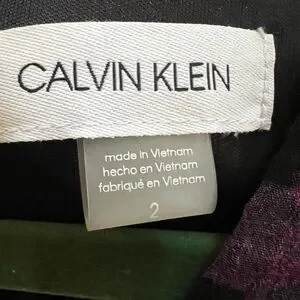 CALVIN KLEIN
made in Vietnam
hecho en Vietnam
fabriqué en Vietnam
2